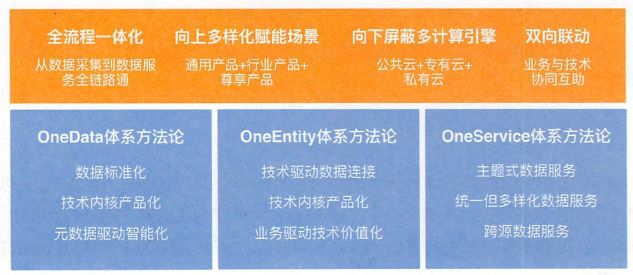 全流程一体化
从数据采集到数据服
务全链路通
向上多样化赋能场景
通用产品+行业产品+
尊享产品
向下屏蔽多计算引擎
公共云+专有云+
私有云
双向联动
业务与技术
协同互助
OneData体系方法论
数据标准化
技术内核产品化
元数据驱动智能化
OneEntity体系方法论
技术驱动数据连接
技术内核产品化
业务驱动技术价值化
OneService体系方法论
主题式数据服务
统一但多样化数据服务
跨源数据服务